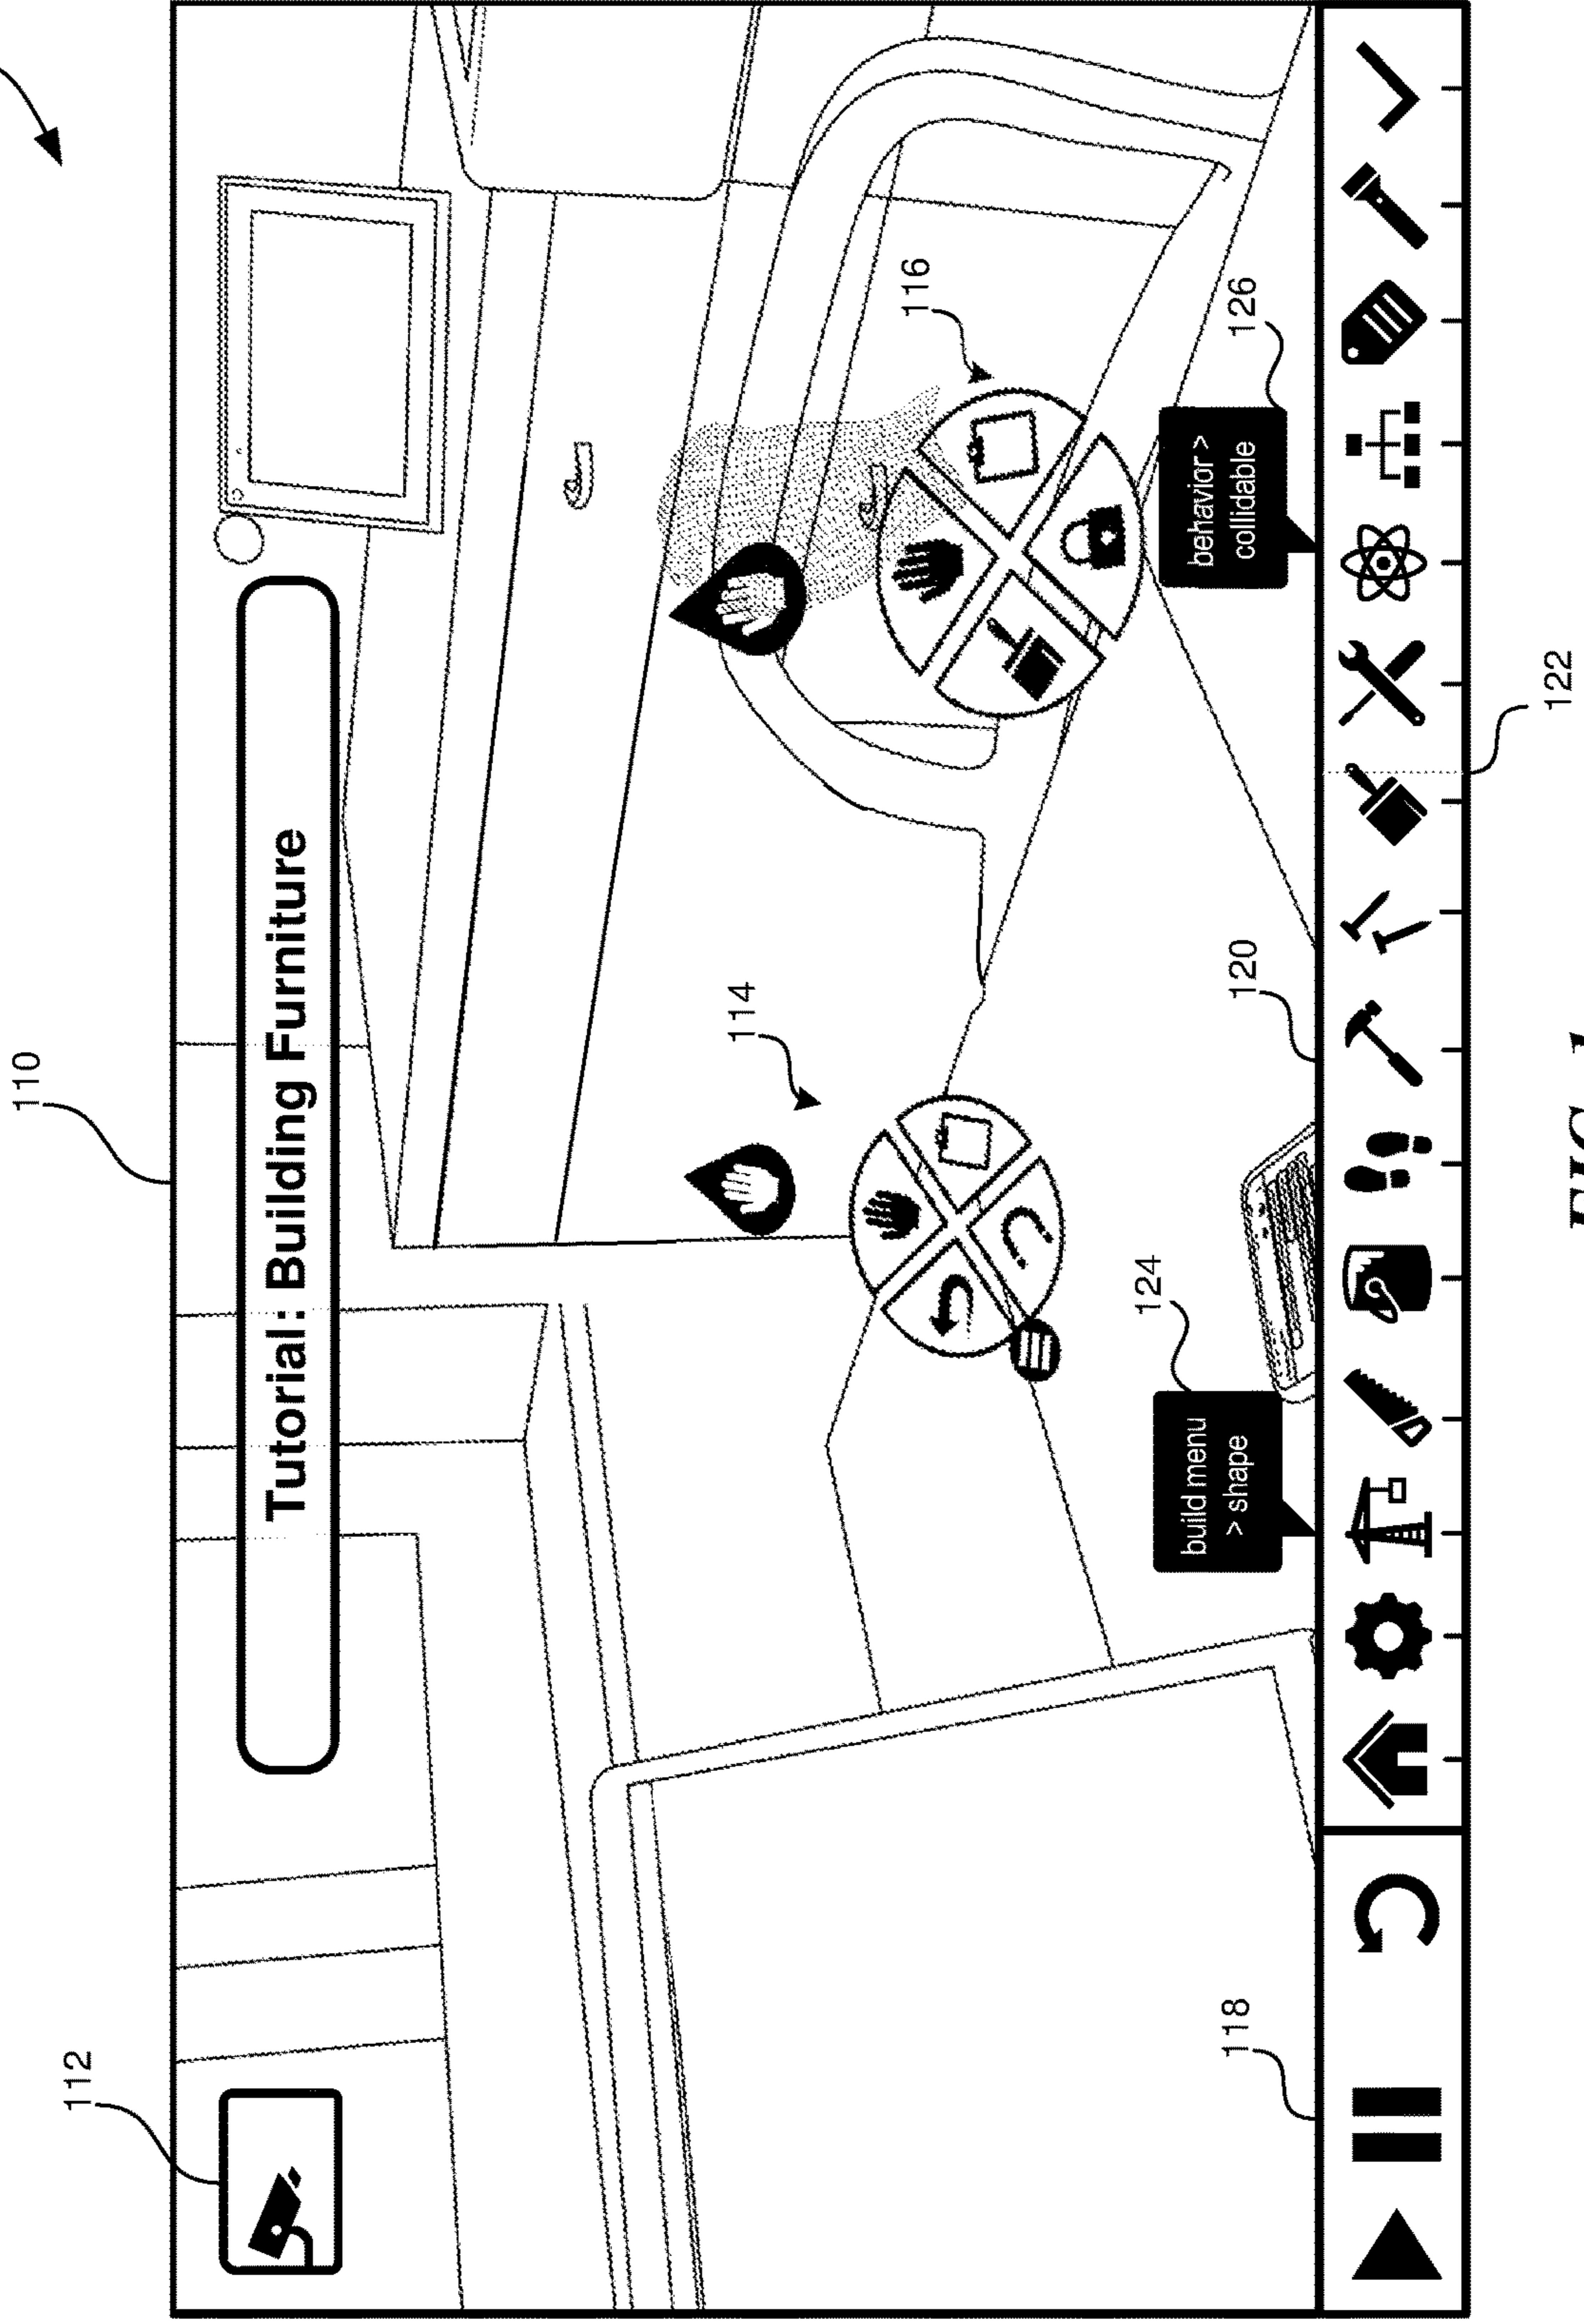 110
112
Tutorial: Building Furniture
114
116
118
120
124
126
build menu
> shape
behavior >
collidable
122